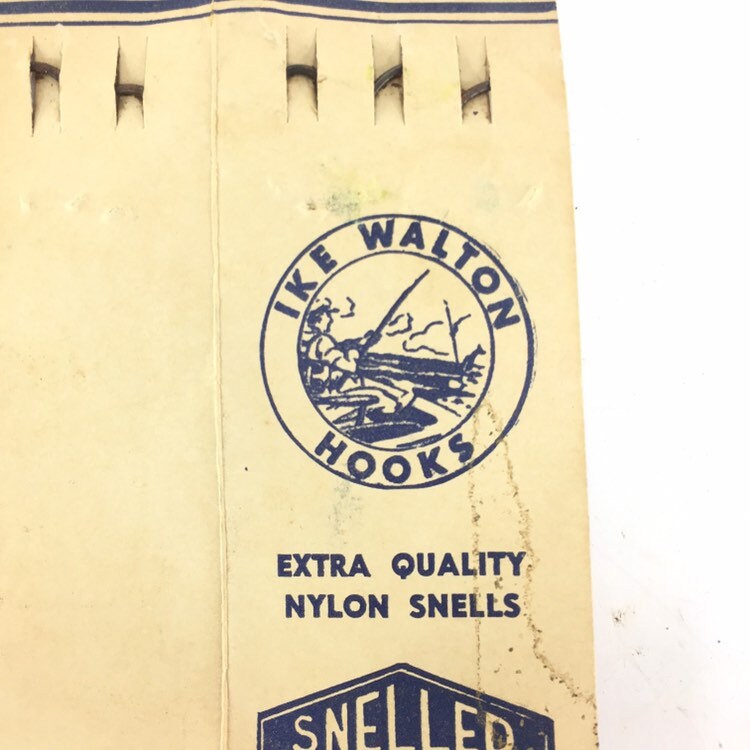 IKE WALTON
HOOKS
EXTRA QUALITY
NYLON SNELLS
SNELLED